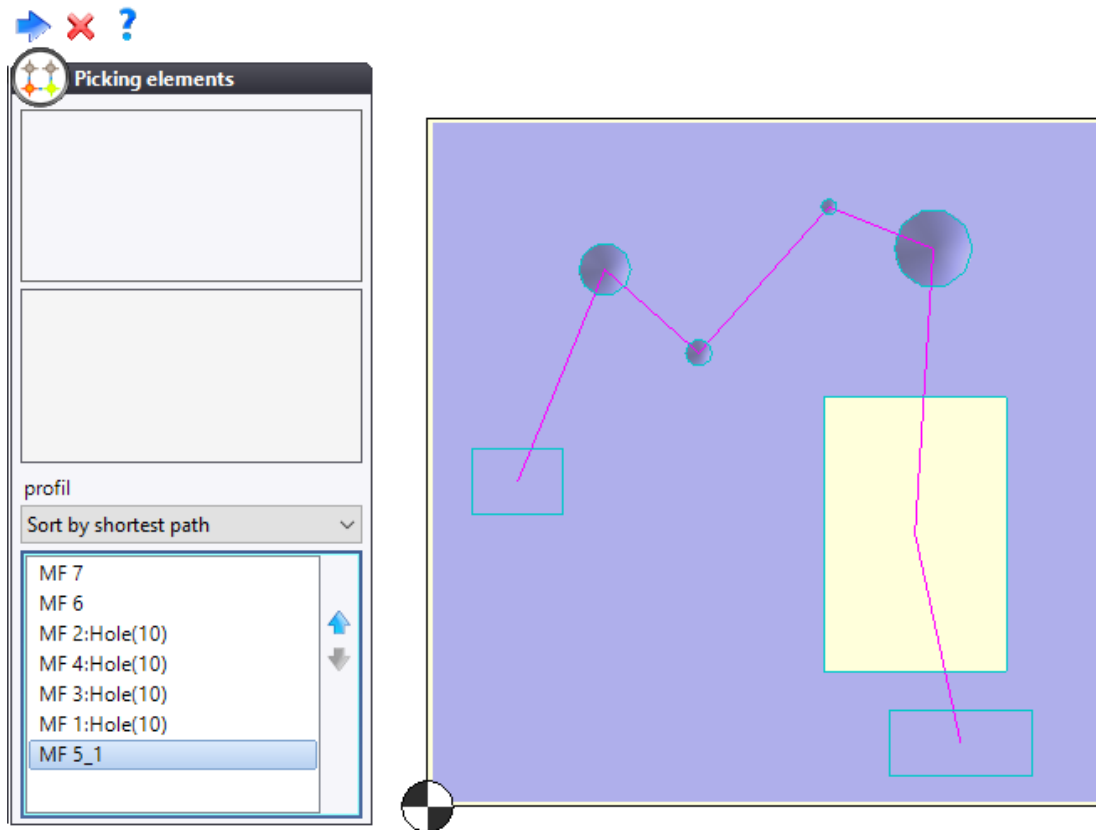 ?
Picking elements
profil
Sort by shortest path
MF 7
MF 6
MF 2:Hole(10)
MF 4:Hole(10)
MF 3:Hole(10)
MF 1:Hole(10)
MF 5_1